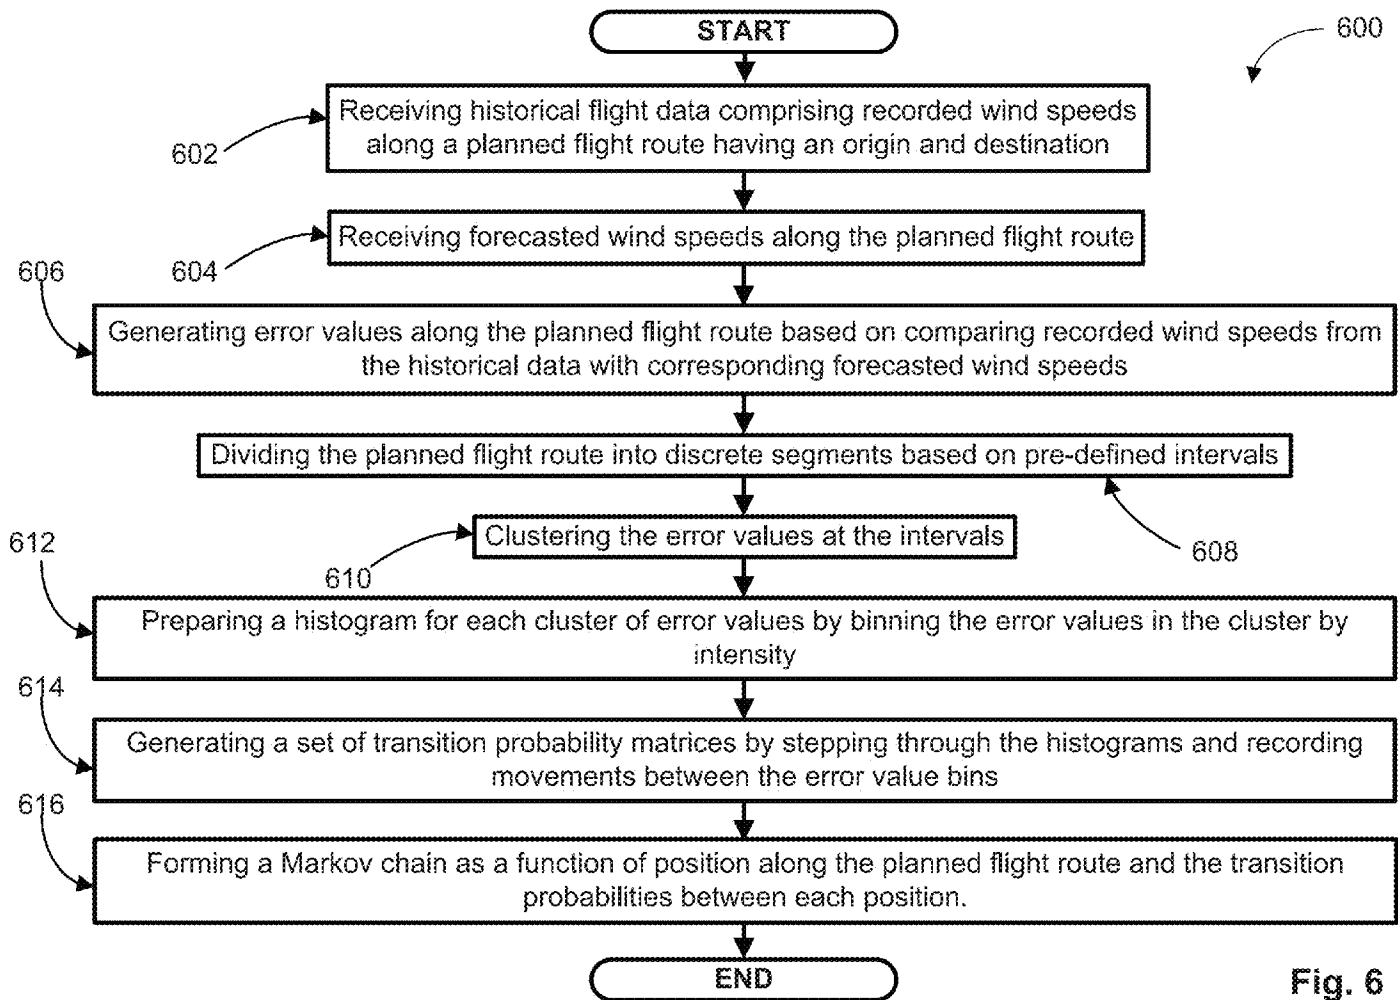 START
600
Receiving historical flight data comprising recorded wind speeds
along a planned flight route having an origin and destination
602
Receiving forecasted wind speeds along the planned flight route
604
606
Generating error values along the planned flight route based on comparing recorded wind speeds from
the historical data with corresponding forecasted wind speeds
Dividing the planned flight route into discrete segments based on pre-defined intervals
608
Clustering the error values at the intervals
610
612
Preparing a histogram for each cluster of error values by binning the error values in the cluster by
intensity
614
Generating a set of transition probability matrices by stepping through the histograms and recording
movements between the error value bins
616
Forming a Markov chain as a function of position along the planned flight route and the transition
probabilities between each position.
END
Fig. 6